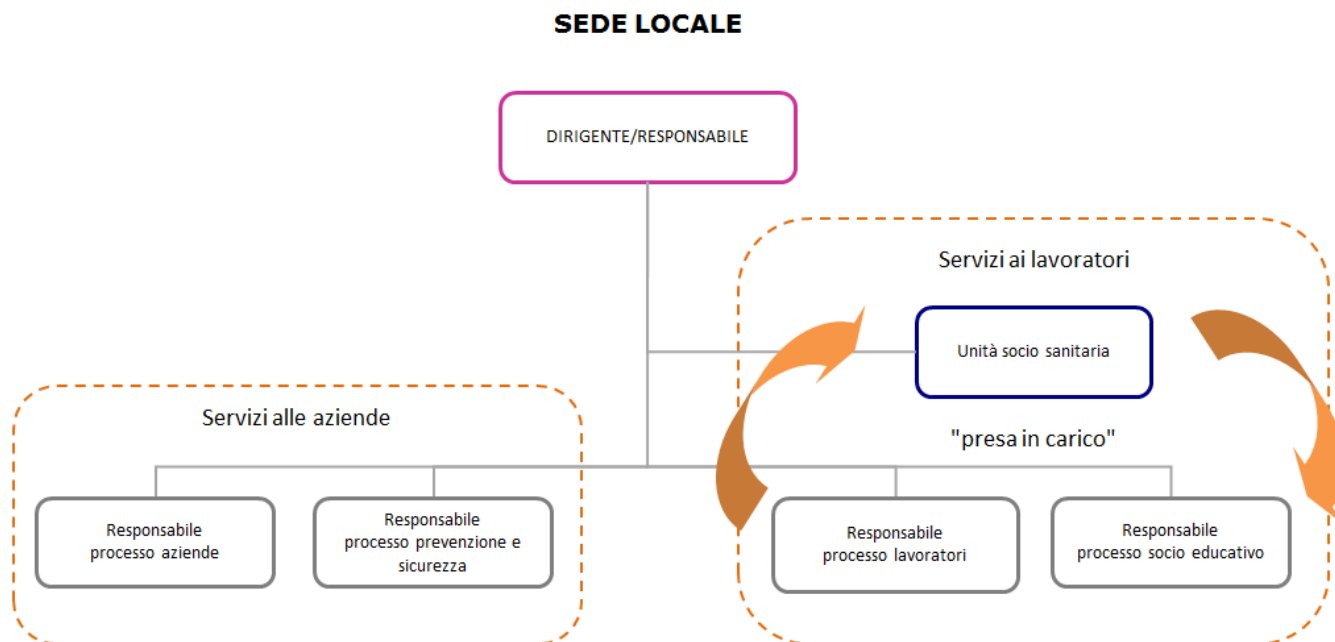 SEDE LOCALE
DIRIGENTE/RESPONSABILE
Servizi ai lavoratori
Unità socio sanitaria
"presa in carico"
Servizi alle aziende
Responsabile
processo aziende
Responsabile
processo prevenzione e
sicurezza
Responsabile
processo lavoratori
Responsabile
processo socio educativo